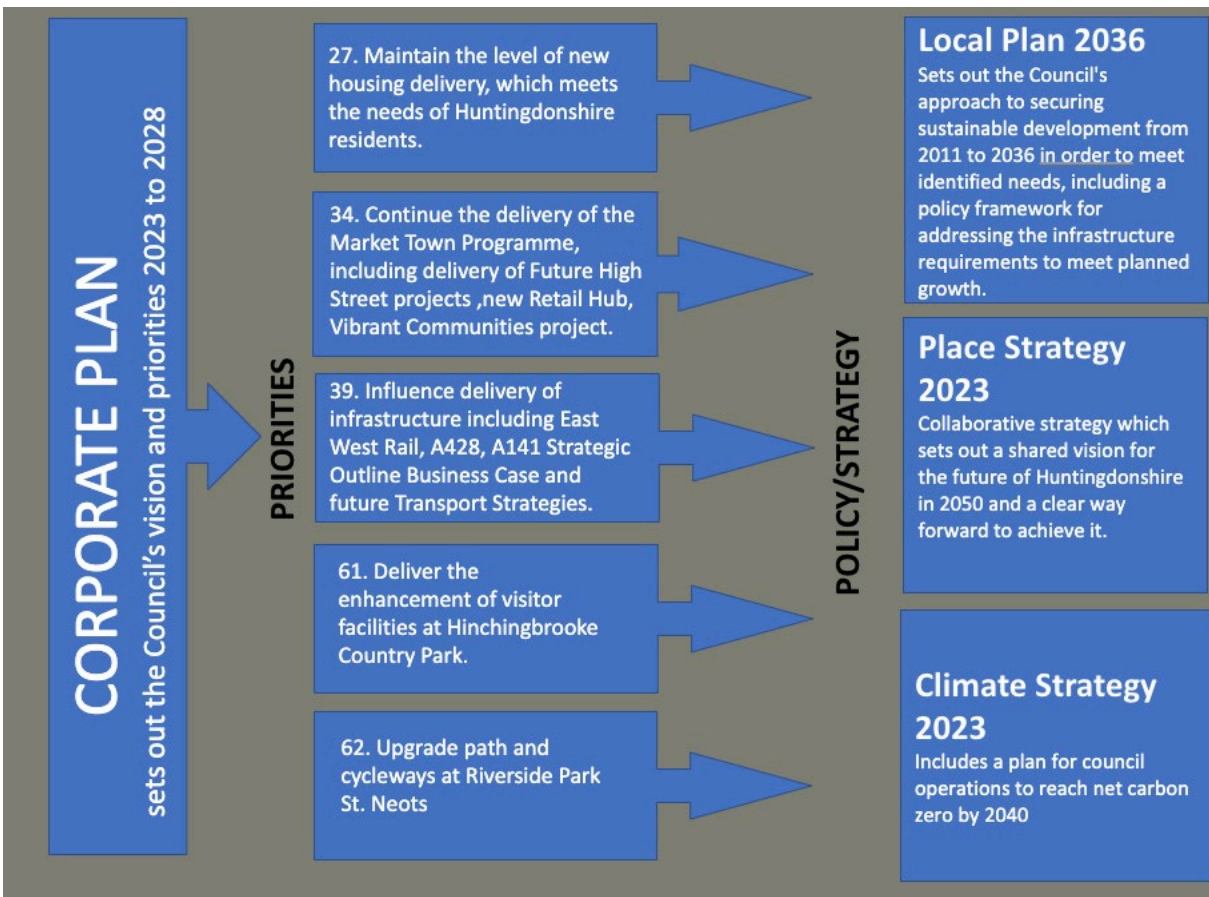 CORPORATE PLAN
sets out the Council's vision and priorities 2023 to 2028
PRIORITIES
27. Maintain the level of new
housing delivery, which meets
the needs of Huntingdonshire
residents.
34. Continue the delivery of the
Market Town Programme,
including delivery of Future High
Street projects ,new Retail Hub,
Vibrant Communities project.
39. Influence delivery of
infrastructure including East
West Rail, A428, A141 Strategic
Outline Business Case and
future Transport Strategies.
61. Deliver the
enhancement of visitor
facilities at Hinchingbrooke
Country Park.
62. Upgrade path and
cycleways at Riverside Park
St. Neots
POLICY/STRATEGY
Local Plan 2036
Sets out the Council's
approach to securing
sustainable development from
2011 to 2036 in order to meet
identified needs, including a
policy framework for
addressing the infrastructure
requirements to meet planned
growth.
Place Strategy
2023
Collaborative strategy which
sets out a shared vision for
the future of Huntingdonshire
in 2050 and a clear way
forward to achieve it.
Climate Strategy
2023
Includes a plan for council
operations to reach net carbon
zero by 2040